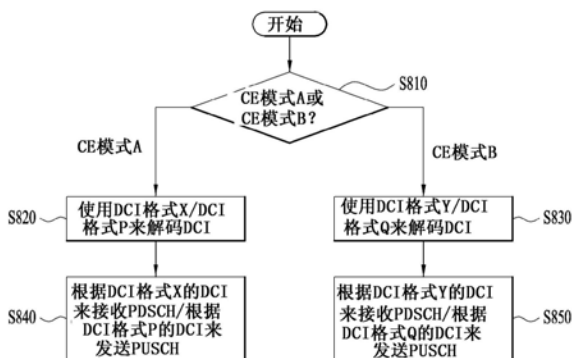 开始
S810
CE模式A或
CE模式B？
CE模式A
CE模式B
S820
使用DCI格式X/DCI
格式P来解码DCI
使用DCI格式Y/DCI
格式Q来解码DCI
S830
S840
根据DCI格式X的DCI
来接收PDSCH/根据
DCI格式P的DCI来
发送PUSCH
根据DCI格式Y的DCI
来接收PDSCH/根据
DCI格式Q的DCI来
发送PUSCH
S850